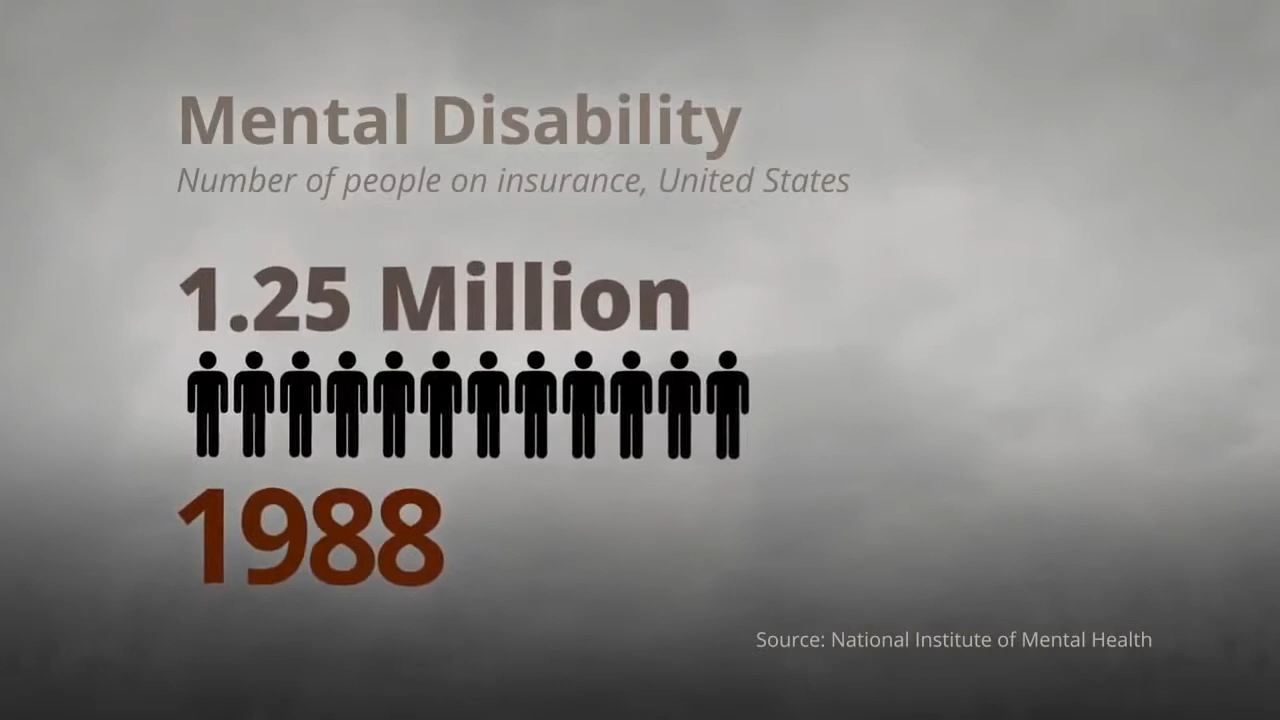 Mental Disability
Number of people on insurance, United States
1.25 Million
1988
Source: National Institute of Mental Health